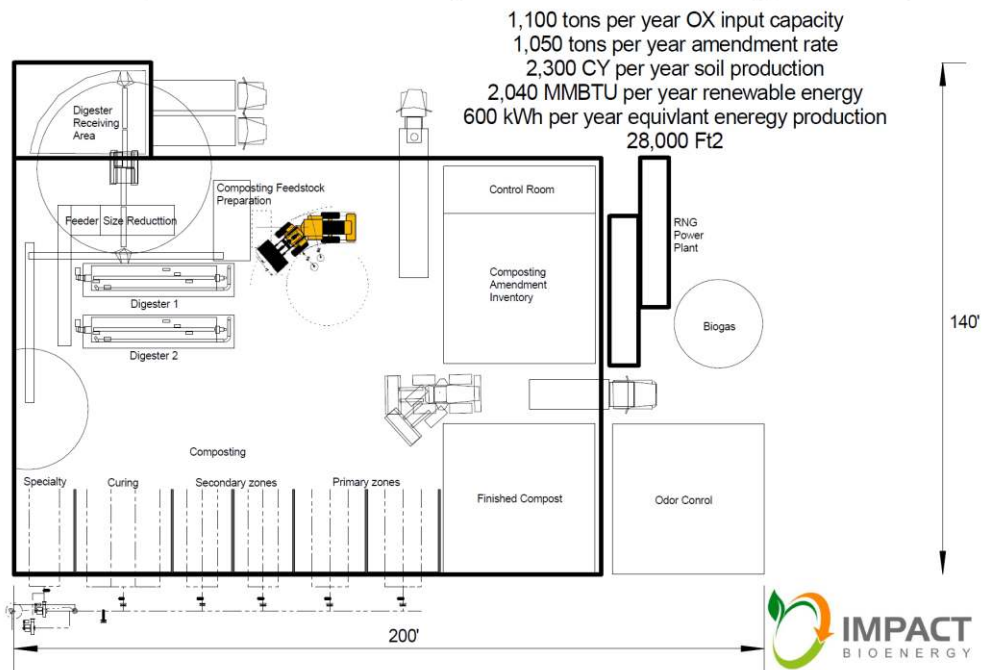 1,100 tons per year OX input capacity
1,050 tons per year amendment rate
2,300 CY per year soil production
2,040 MMBTU per year renewable energy
600 kWh per year equivlant eneregy production
28,000 Ft2
Digester
Receiving
Area
Composting Feedstock
Preparation
Control Room
Feeder
Size Reducttion
RNG
Power
Plant
Composting
Amendment
Inventory
Digester 1
Biogas
140'
Digester 2
Composting
Specialty
Curing
Secondary zones
Primary zones
Finished Compost
Odor Conrol
200'
IMPACT
BIOENERGY